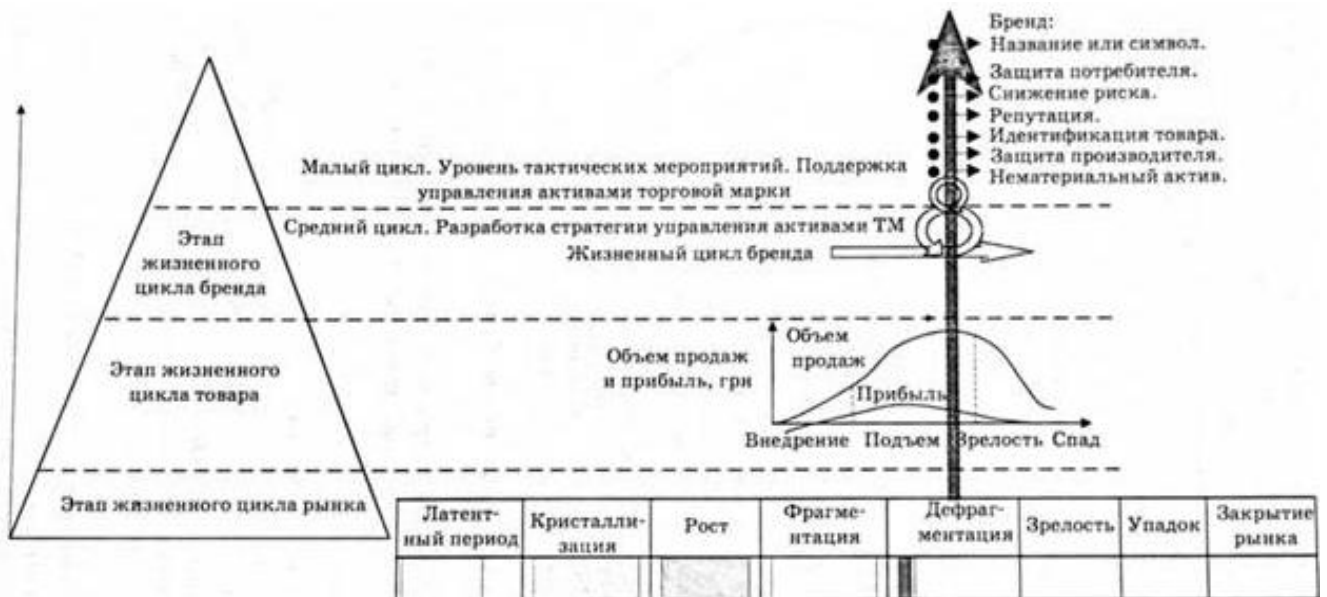 Бренд:
Название или символ.
Защита потребителя.
Снижение риска.
Репутация.
Идентификация товара.
Защита производителя.
Нематериальный актив.
Малый цикл. Уровень тактических мероприятий. Поддержка
управления активами торговой марки
Средний цикл. Разработка стратегии управления активами ТМ
Жизненный цикл бренда
Этап
жизненного
цикла бренда
Этап жизненного
цикла товара
Объем продаж
и прибыль, грн
Объем
продаж
Прибыль
Внедрение Подъем Зрелость Спад
Этап жизненного цикла рынка
Латент-
ный период
Кристалли-
зация
Рост
Фрагме-
нтация
Дефраг-
ментация
Зрелость
Упадок
Закрытие
рынка